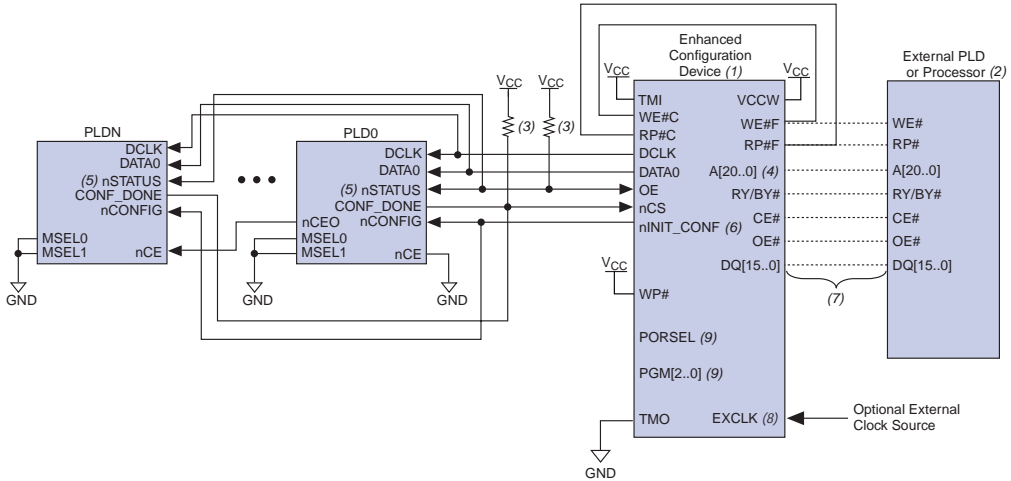 Enhanced
Configuration
Device (1)
External PLD
or Processor (2)
VCC
VCC
VCC
VCC
(3)
(3)
TMI
WE#C
RP#C
DCLK
DATA0
OE
nCS
nINIT_CONF (6)
VCC
WP#
PORSEL (9)
PGM[2..0] (9)
TMO
GND
VCCW
WE#F
RP#F
A[20..0] (4)
RY/BY#
CE#
OE#
DQ[15..0]
EXCLK (8)
WE#
RP#
A[20..0]
RY/BY#
CE#
OE#
DQ[15..0]
(7)
Optional External
Clock Source
PLDN
DCLK
DATA0
(5) nSTATUS
CONF_DONE
nCONFIG
MSEL0
MSEL1
nCE
GND
PLD0
DCLK
DATA0
(5) nSTATUS
CONF_DONE
nCONFIG
nCEO
MSEL0
MSEL1
nCE
GND
GND